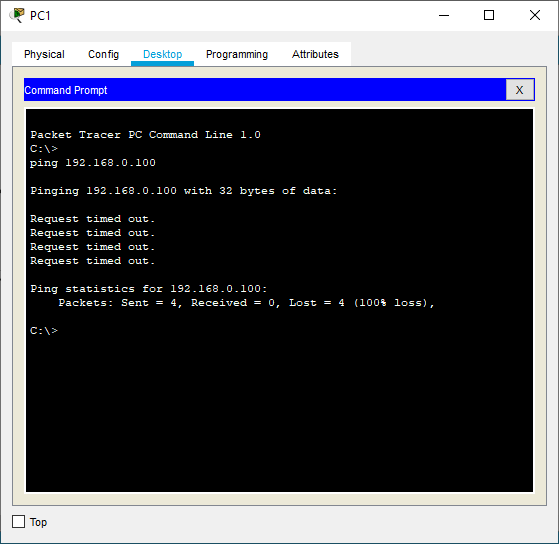 PC1
Physical Config Desktop Programming Attributes
Command Prompt X
Packet Tracer PC Command Line 1.0
C:\>
ping 192.168.0.100
Pinging 192.168.0.100 with 32 bytes of data:
Request timed out.
Request timed out.
Request timed out.
Request timed out.
Ping statistics for 192.168.0.100:
    Packets: Sent = 4, Received = 0, Lost = 4 (100% loss),
C:\>
Top